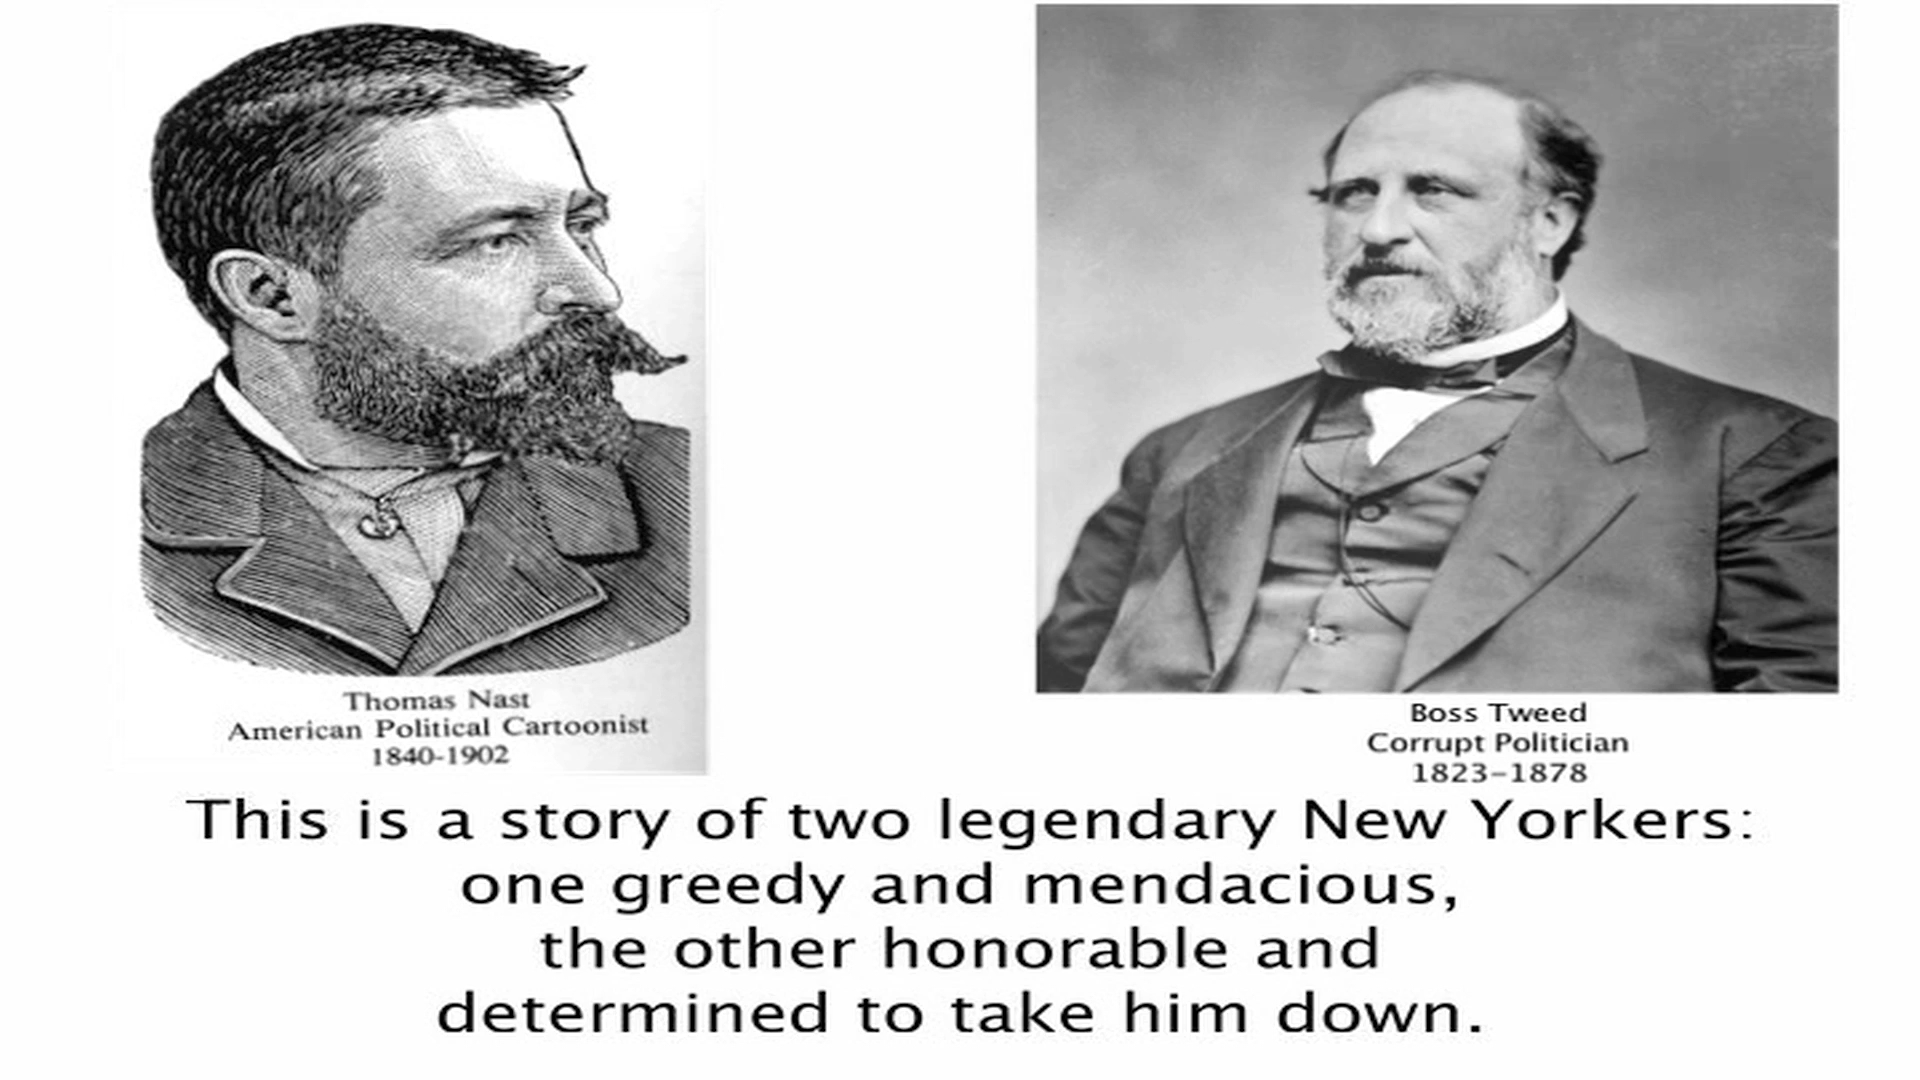 Thomas Nast
American Political Cartoonist
1840-1902
Boss Tweed
Corrupt Politician
1823-1878
This is a story of two legendary New Yorkers:
one greedy and mendacious,
the other honorable and
determined to take him down.